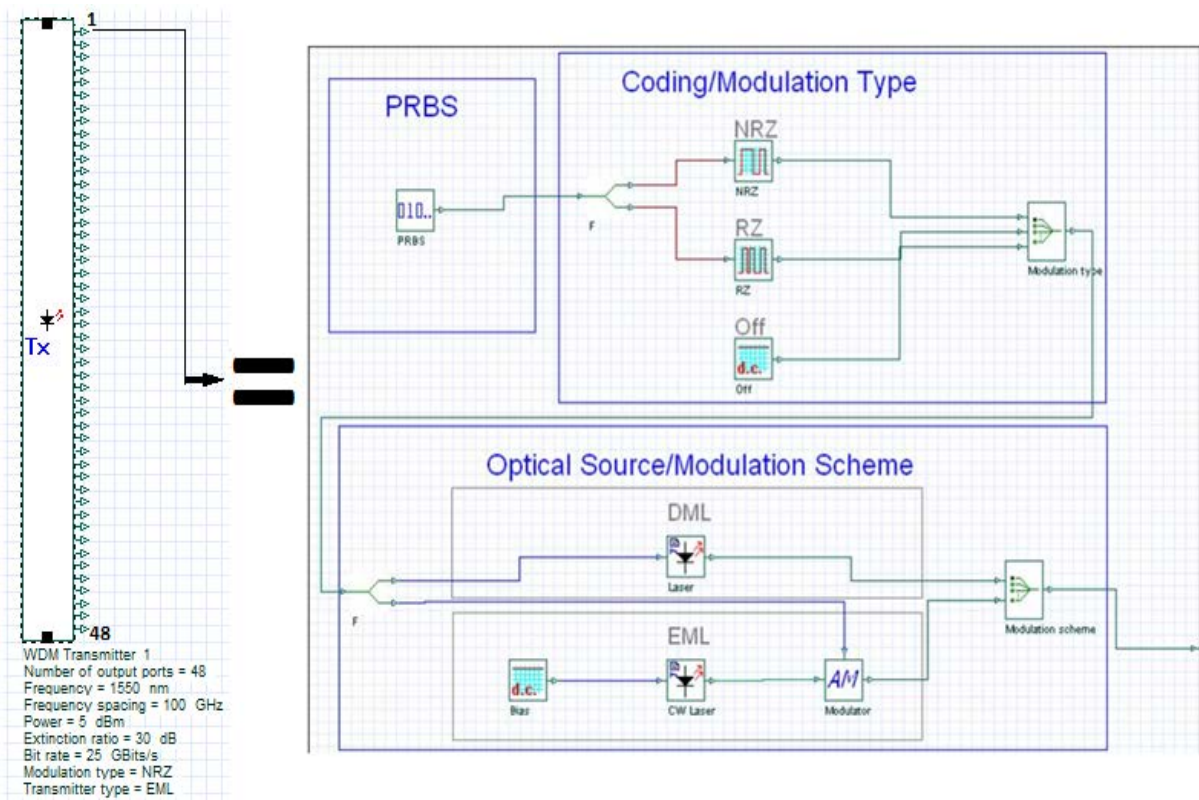 1
Tx
48
WDM Transmitter 1
Number of output ports = 48
Frequency = 1550 nm
Frequency spacing = 100 GHz
Power = 5 dBm
Extinction ratio = 30 dB
Bit rate = 25 GBits/s
Modulation type = NRZ
Transmitter type = EML
PRBS
010..
PRBS
Coding/Modulation Type
F
NRZ
NRZ
RZ
RZ
Off
d.c.
Off
Modulation type
Optical Source/Modulation Scheme
F
DML
Laser
EML
d.c.
Bias
CW Laser
AM
Modulator
Modulation scheme